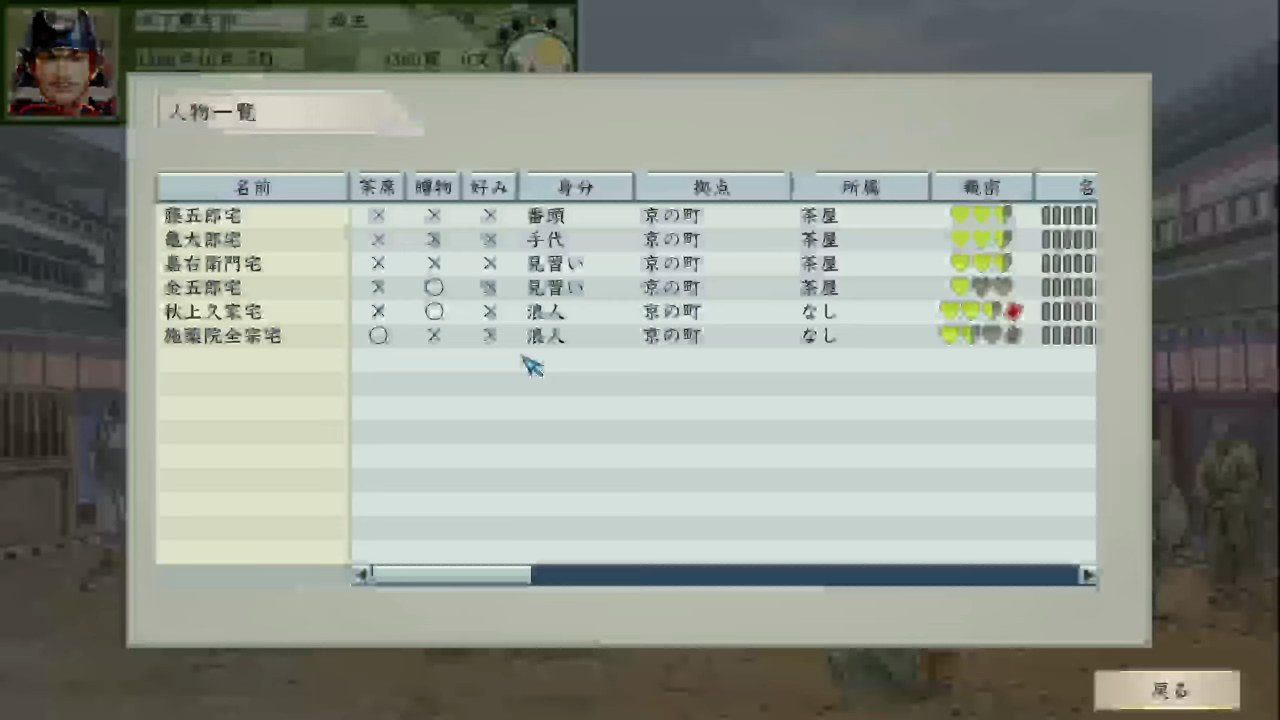 人物一覧
名前 茶席 贈物 好み 身分 拠点 所属 親密 名
藤五郎宅 × × × 番頭 京の町 茶屋
亀太郎宅 × × × 手代 京の町 茶屋
嘉右衛門宅 × × × 見習い 京の町 茶屋
金五郎宅 × ○ × 見習い 京の町 茶屋
秋上久家宅 × ○ × 浪人 京の町 なし
施薬院全宗宅 ○ × × 浪人 京の町 なし
戻る